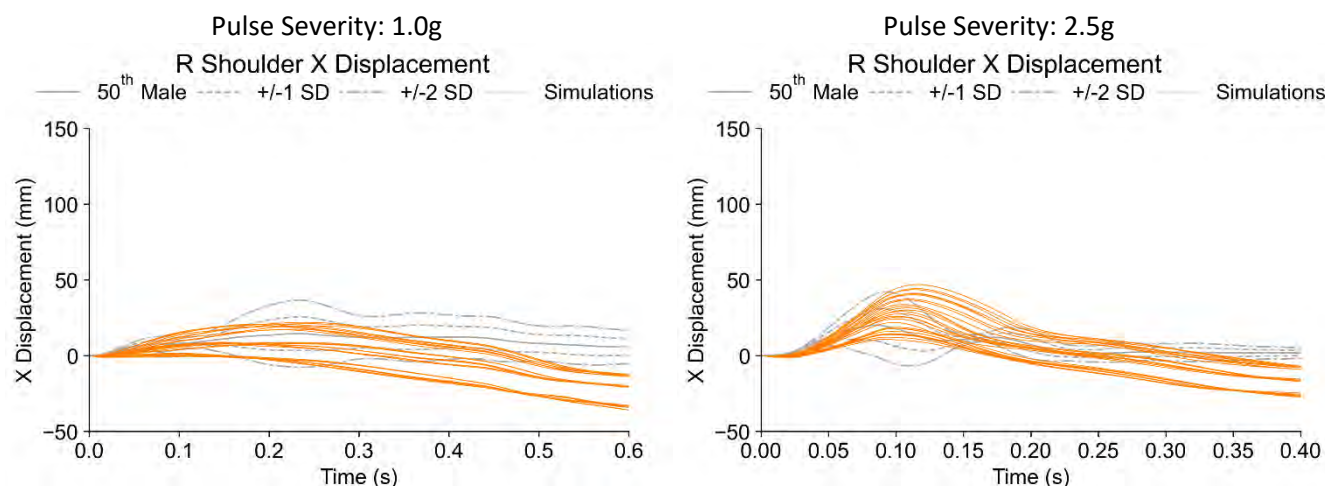 Pulse Severity: 1.0g
R Shoulder X Displacement
50th Male +/-1 SD +/-2 SD Simulations
150
100
50
0
−50
X Displacement (mm)
0.0 0.1 0.2 0.3 0.4 0.5 0.6
Time (s)
Pulse Severity: 2.5g
R Shoulder X Displacement
50th Male +/-1 SD +/-2 SD Simulations
150
100
50
0
−50
X Displacement (mm)
0.00 0.05 0.10 0.15 0.20 0.25 0.30 0.35 0.40
Time (s)